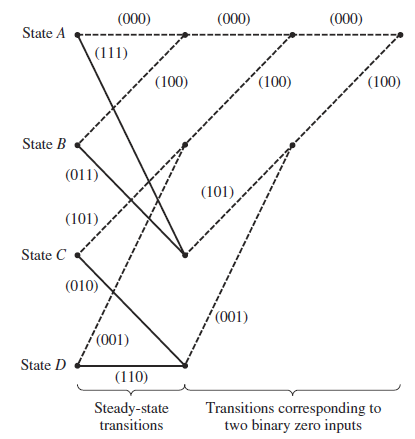 (000) (000) (000)
State A
(111)
(100) (100) (100)
State B
(011)
(101)
(101)
State C
(010)
(001)
(001)
State D
(110)
Steady-state
transitions
Transitions corresponding to
two binary zero inputs